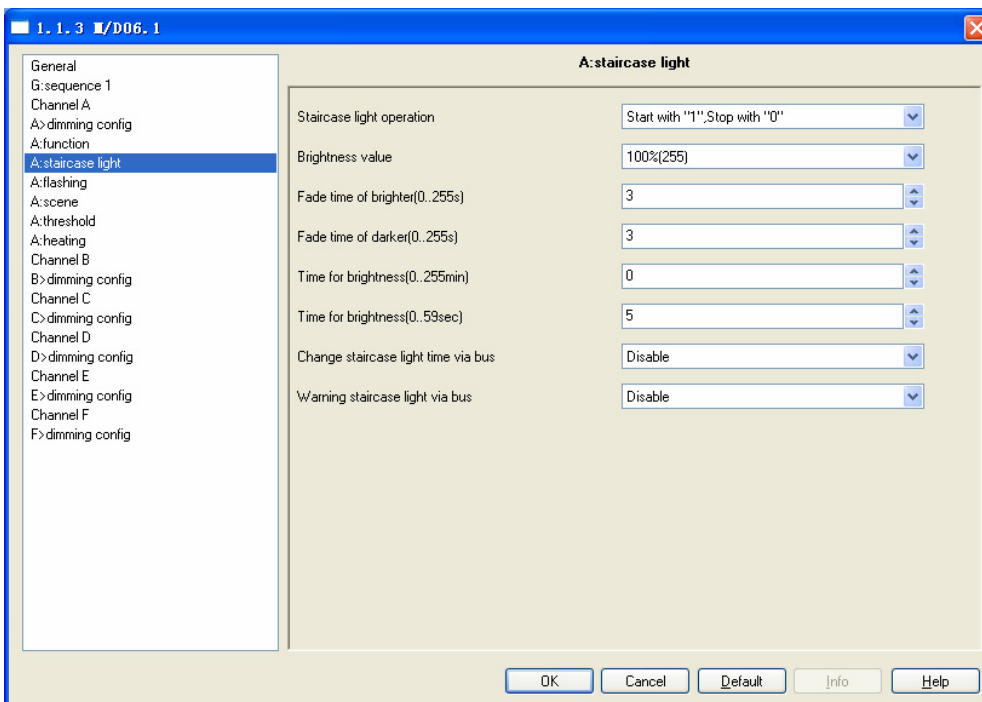 1.1.3 M/D06.1
General
G:sequence 1
Channel A
A>dimming config
A:function
A:staircase light
A:flashing
A:scene
A:threshold
A:heating
Channel B
B>dimming config
Channel C
C>dimming config
Channel D
D>dimming config
Channel E
E>dimming config
Channel F
F>dimming config
A:staircase light
Staircase light operation Start with "1",Stop with "0"
Brightness value 100%(255)
Fade time of brighter(0..255s) 3
Fade time of darker(0..255s) 3
Time for brightness(0..255min) 0
Time for brightness(0..59sec) 5
Change staircase light time via bus Disable
Warning staircase light via bus Disable
OK Cancel Default Info Help